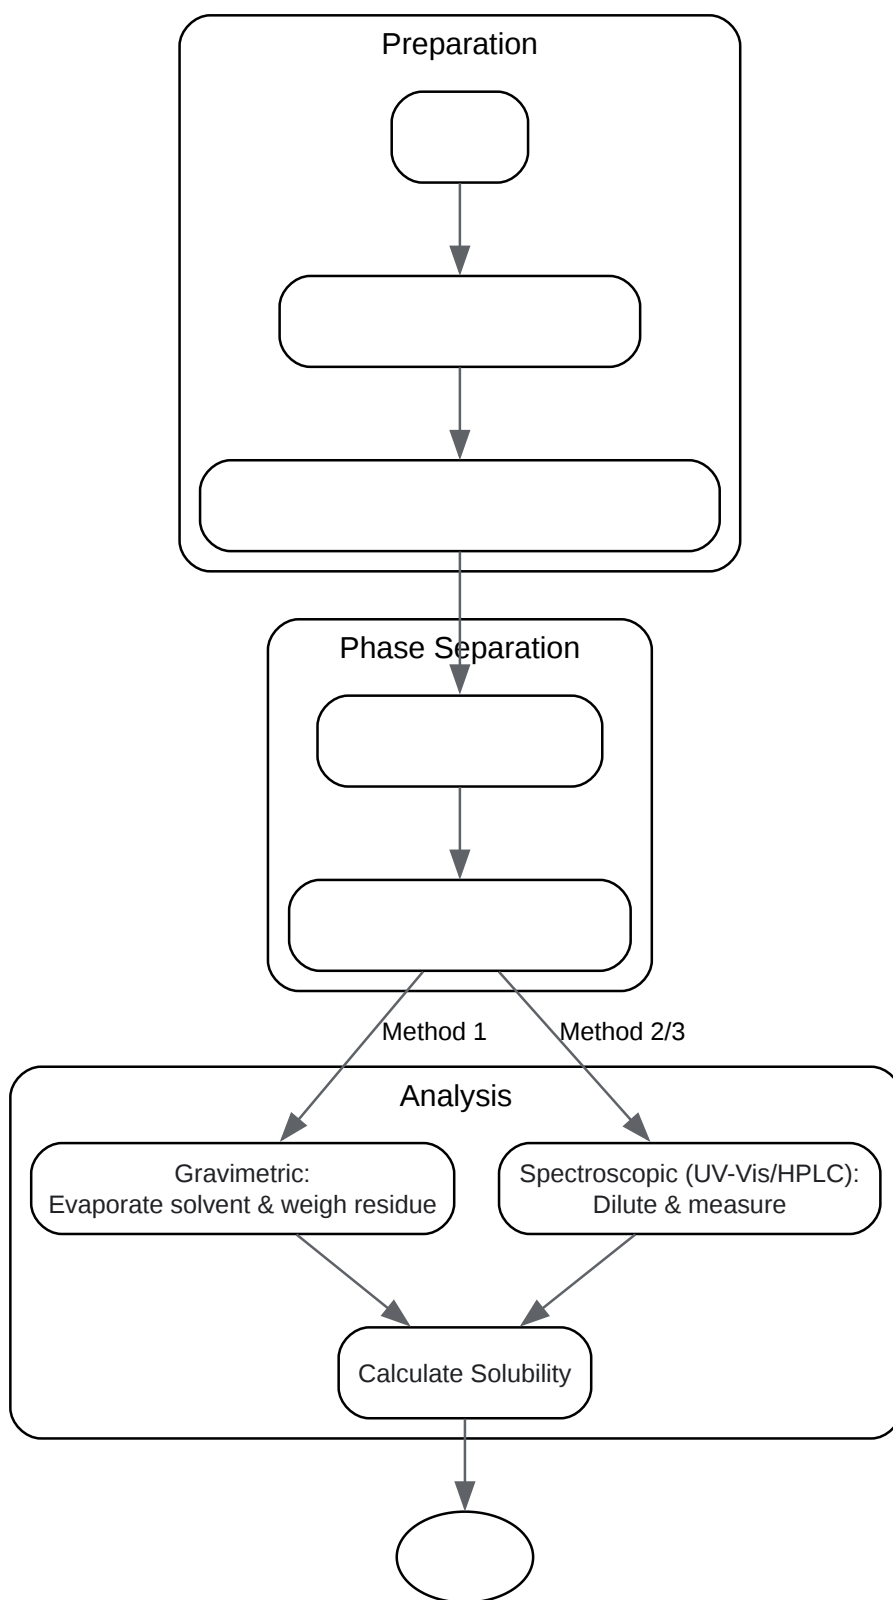 Preparation
Phase Separation
Method 1
Method 2/3
Analysis
Gravimetric:
Evaporate solvent & weigh residue
Spectroscopic (UV-Vis/HPLC):
Dilute & measure
Calculate Solubility